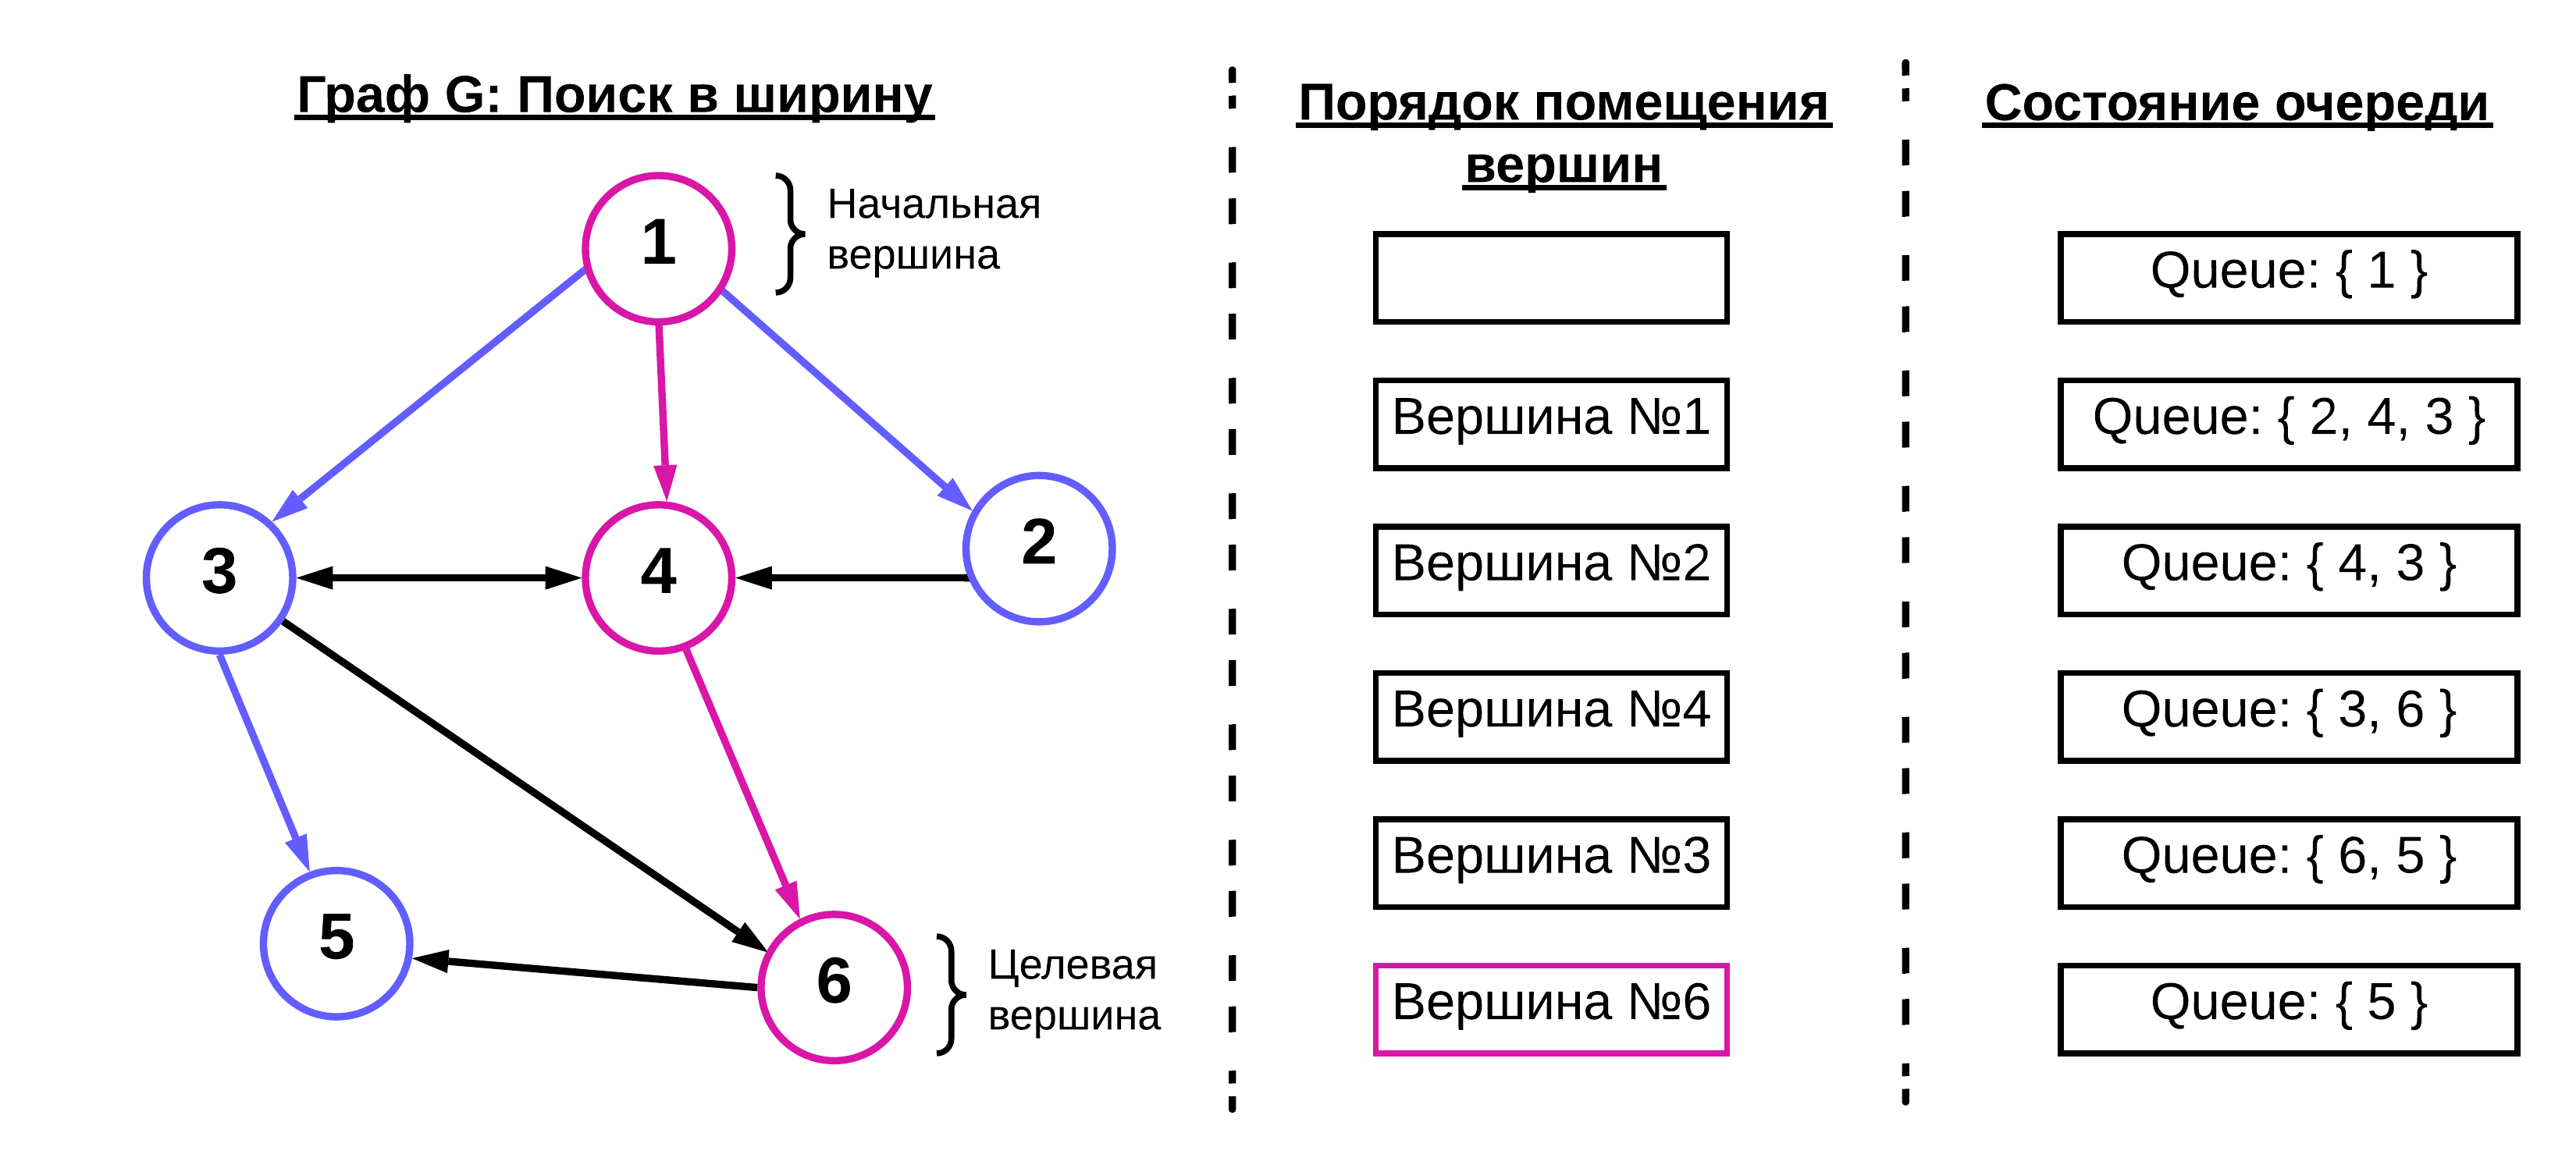 Граф G: Поиск в ширину
1
Начальная
вершина
3
4
2
5
6
Целевая
вершина
Порядок помещения
вершин
Вершина №1
Вершина №2
Вершина №4
Вершина №3
Вершина №6
Состояние очереди
Queue: { 1 }
Queue: { 2, 4, 3 }
Queue: { 4, 3 }
Queue: { 3, 6 }
Queue: { 6, 5 }
Queue: { 5 }